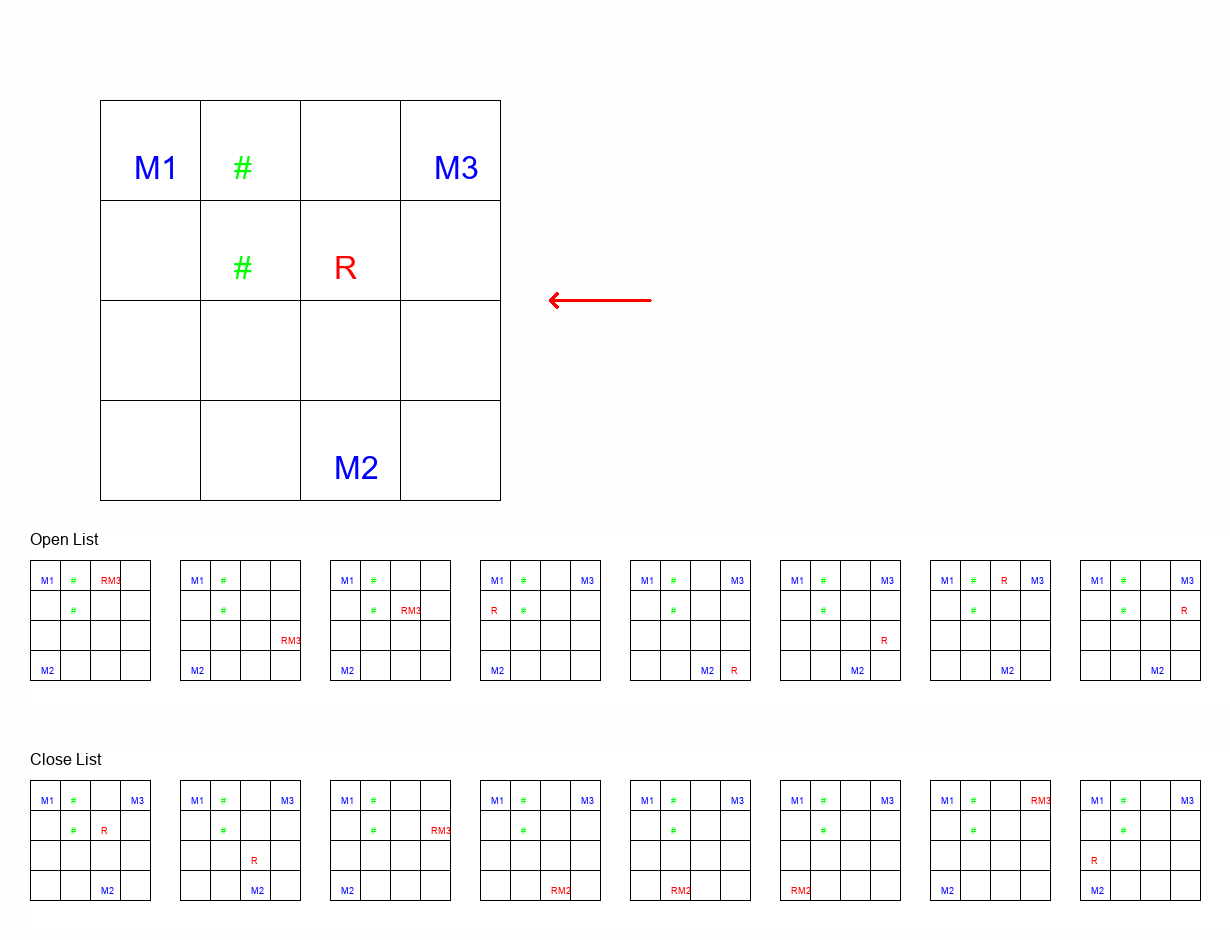 M1 # M3
# R
M2
Open List
M1 # RM3 M1 # M1 # M1 # M3 M1 # M3 M1 # M3 M1 # R M3 M1 # M3
# # # RM3 R # # # # # R
RM3 R
M2 M2 M2 M2 M2 R M2 M2 M2
Close List
M1 # M3 M1 # M3 M1 # M1 # M3 M1 # M3 M1 # M3 M1 # RM3 M1 # M3
# R # # RM3 # # # # #
R R
M2 M2 M2 RM2 RM2 RM2 M2 M2